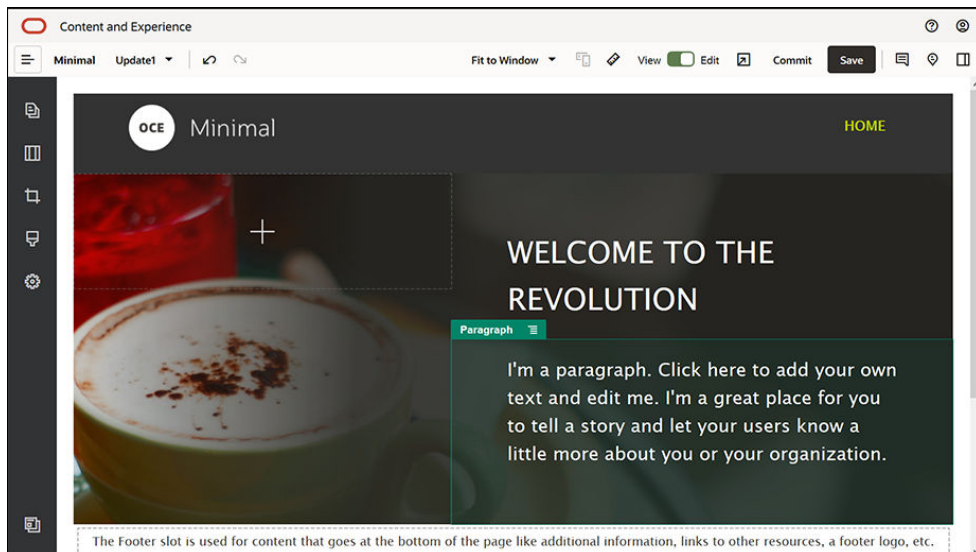 Content and Experience
Minimal Update1 Fit to Window View Edit Commit Save
OCE Minimal HOME
WELCOME TO THE
REVOLUTION
Paragraph
I'm a paragraph. Click here to add your own
text and edit me. I'm a great place for you
to tell a story and let your users know a
little more about you or your organization.
The Footer slot is used for content that goes at the bottom of the page like additional information, links to other resources, a footer logo, etc.